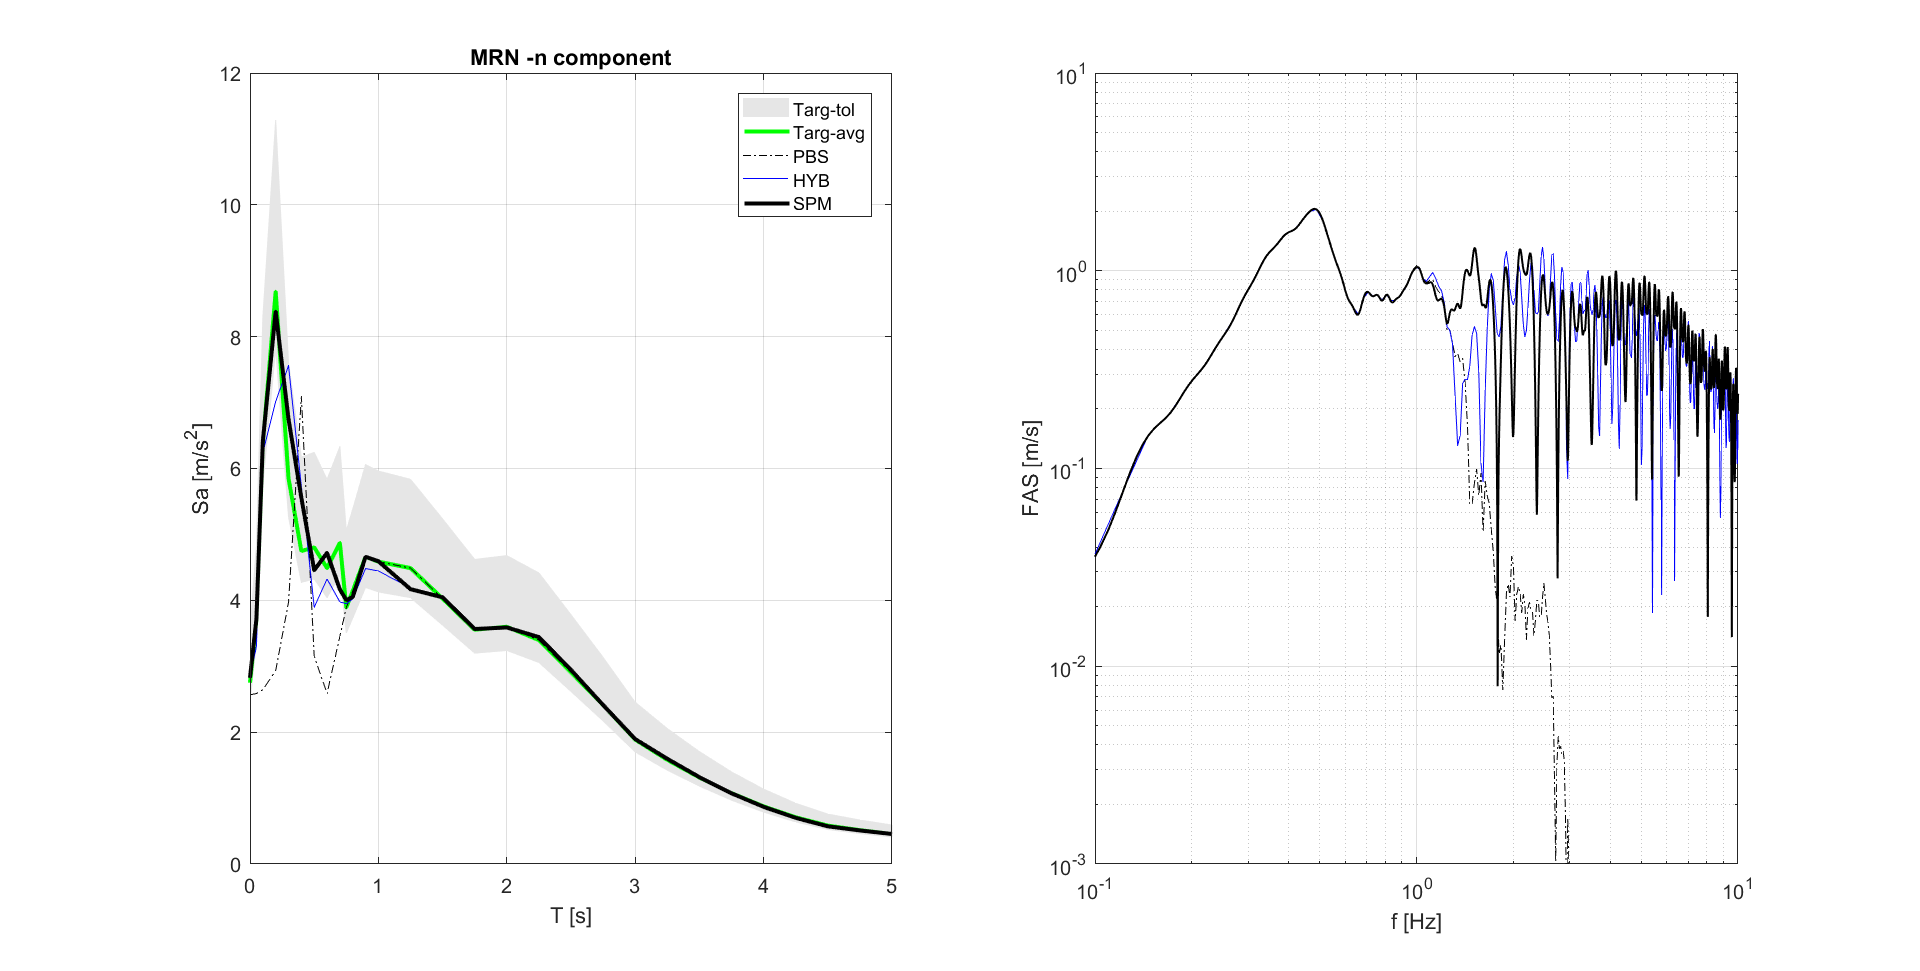 MRN -n component
12
10
8
6
4
2
0
Sa [m/s2]
0 1 2 3 4 5
T [s]
Targ-tol
Targ-avg
PBS
HYB
SPM
10^1
10^0
10^-1
10^-2
10^-3
FAS [m/s]
10^-1 10^0 10^1
f [Hz]